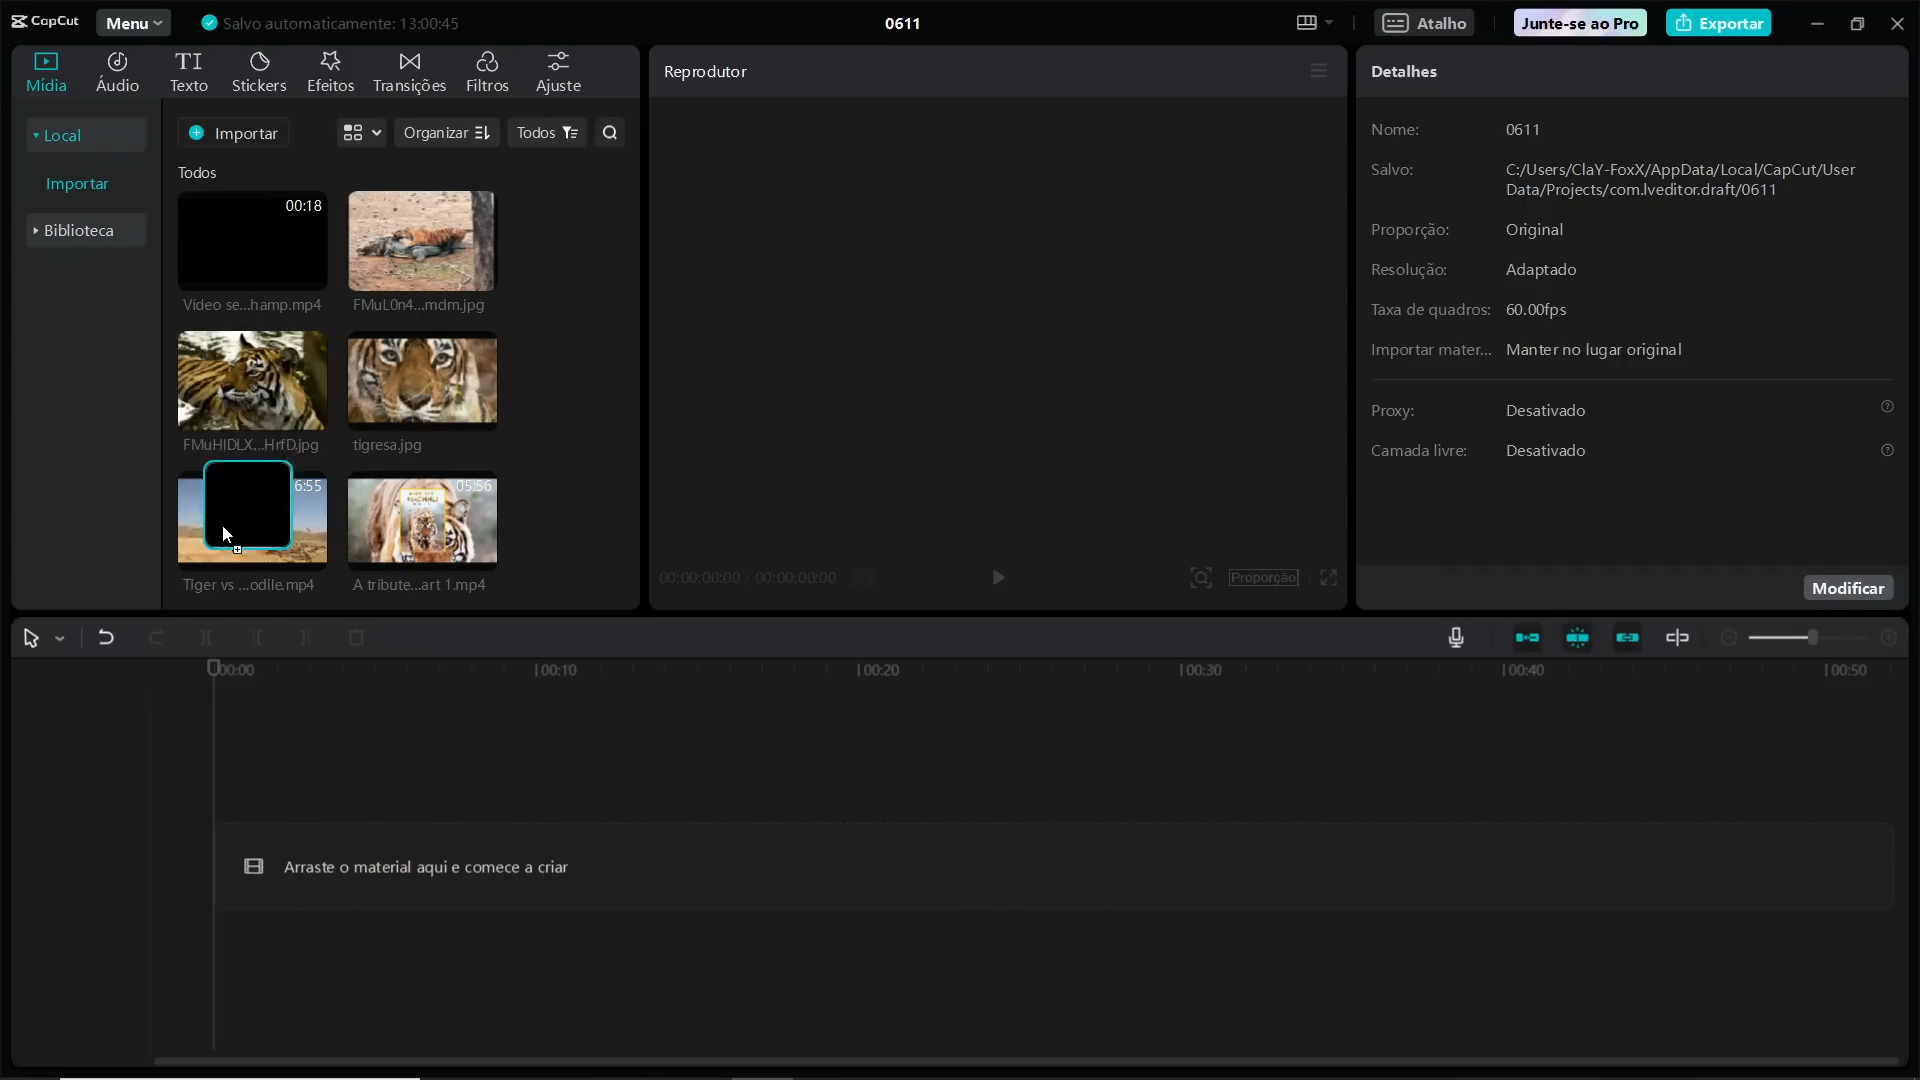 CapCut
Menu
Salvo automaticamente: 13:00:45
0611
Atalho
Junte-se ao Pro
Exportar
Mídia
Áudio
Texto
Stickers
Efeitos
Transições
Filtros
Ajuste
Local
Importar
Biblioteca
Importar
Organizar
Todos
Todos
00:18
Vídeo se...hamp.mp4
FMuL0n4...mdm.jpg
FMuHJDLX...HrfD.jpg
tigresa.jpg
6:55
05:56
Tiger vs ...odile.mp4
A tribute...art 1.mp4
Reprodutor
00:00:00:00 / 00:00:00:00
Proporção
Detalhes
Nome: 0611
Salvo: C:/Users/ClaY-FoxX/AppData/Local/CapCut/User
Data/Projects/com.lveditor.draft/0611
Proporção: Original
Resolução: Adaptado
Taxa de quadros: 60.00fps
Importar mater... Manter no lugar original
Proxy: Desativado
Camada livre: Desativado
Modificar
00:00
00:10
00:20
00:30
00:40
00:50
Arraste o material aqui e comece a criar